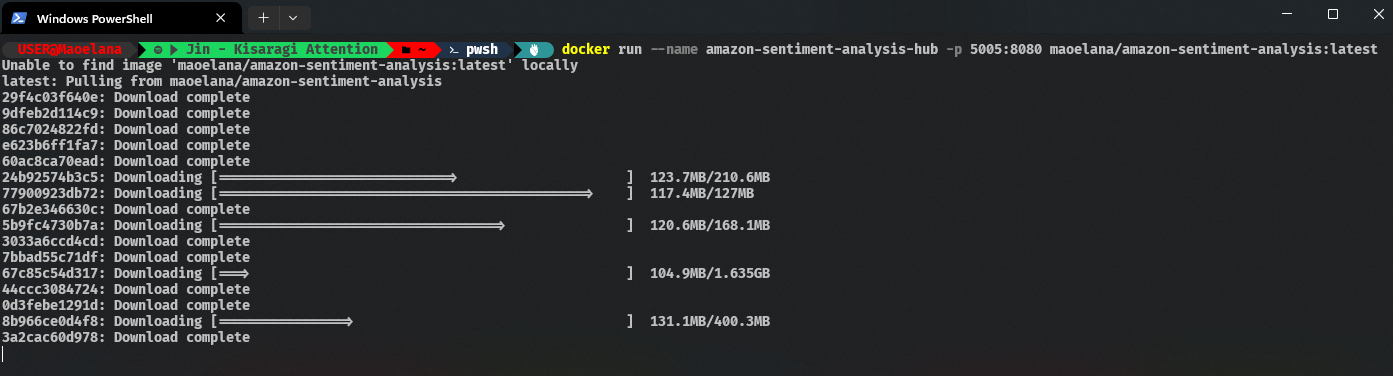 Windows PowerShell
USER@Maoelana Jin - Kisaragi Attention ~ pwsh docker run --name amazon-sentiment-analysis-hub -p 5005:8080 maoelana/amazon-sentiment-analysis:latest
Unable to find image 'maoelana/amazon-sentiment-analysis:latest' locally
latest: Pulling from maoelana/amazon-sentiment-analysis
29f4c03f640e: Download complete
9dfeb2d114c9: Download complete
86c7024822fd: Download complete
e623b6ff1fa7: Download complete
60ac8ca70ead: Download complete
24b92574b3c5: Downloading [=============================>                     ]  123.7MB/210.6MB
77900923db72: Downloading [==============================================>    ]  117.4MB/127MB
67b2e346630c: Download complete
5b9fc4730b7a: Downloading [===================================>               ]  120.6MB/168.1MB
3033a6ccd4cd: Download complete
7bbad55c71df: Download complete
67c85c54d317: Downloading [===>                                               ]  104.9MB/1.635GB
44ccc3084724: Download complete
0d3febe1291d: Download complete
8b966ce0d4f8: Downloading [================>                                  ]  131.1MB/400.3MB
3a2cac60d978: Download complete